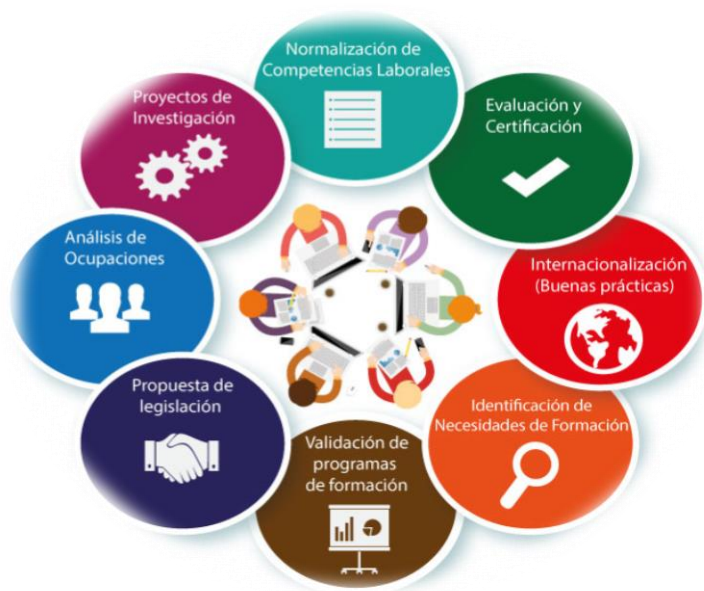 Normalización de
Competencias Laborales
Evaluación y
Certificación
Internacionalización
(Buenas prácticas)
Identificación de
Necesidades de Formación
Validación de
programas
de formación
Propuesta de
legislación
Análisis de
Ocupaciones
Proyectos de
Investigación